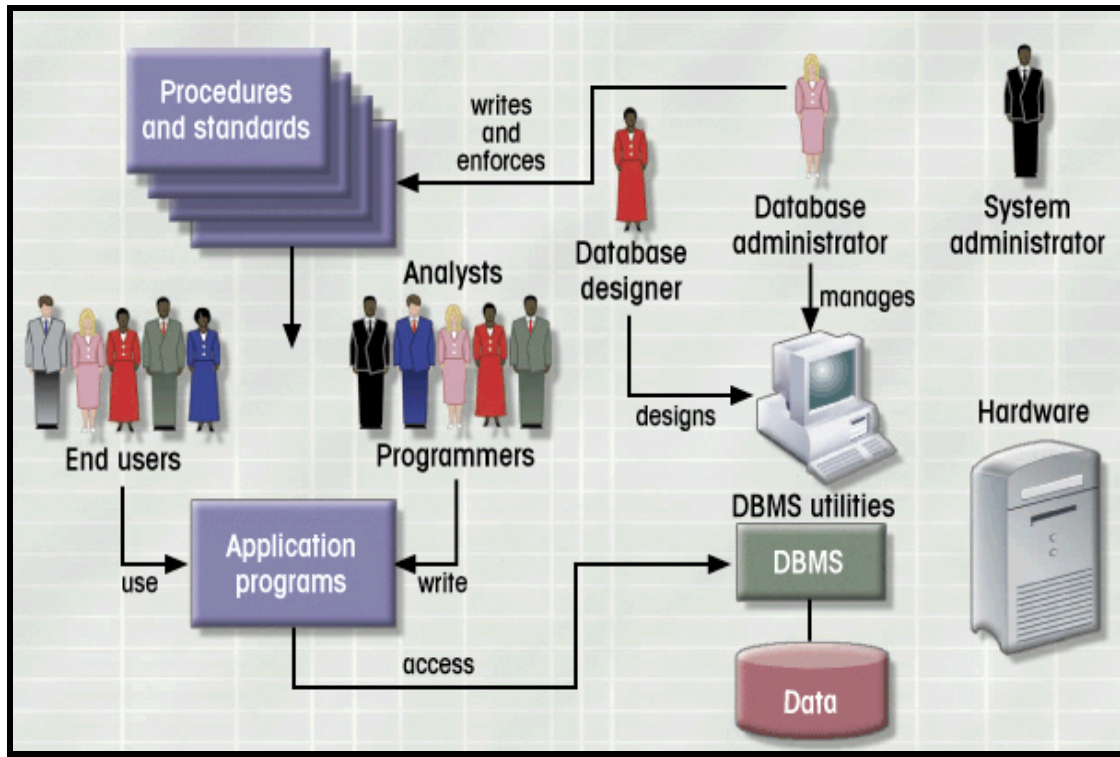 Procedures
and standards
writes
and
enforces
Database
designer
Database
administrator
System
administrator
Analysts
manages
designs
Hardware
End users
Programmers
DBMS utilities
Application
programs
use
write
DBMS
access
Data